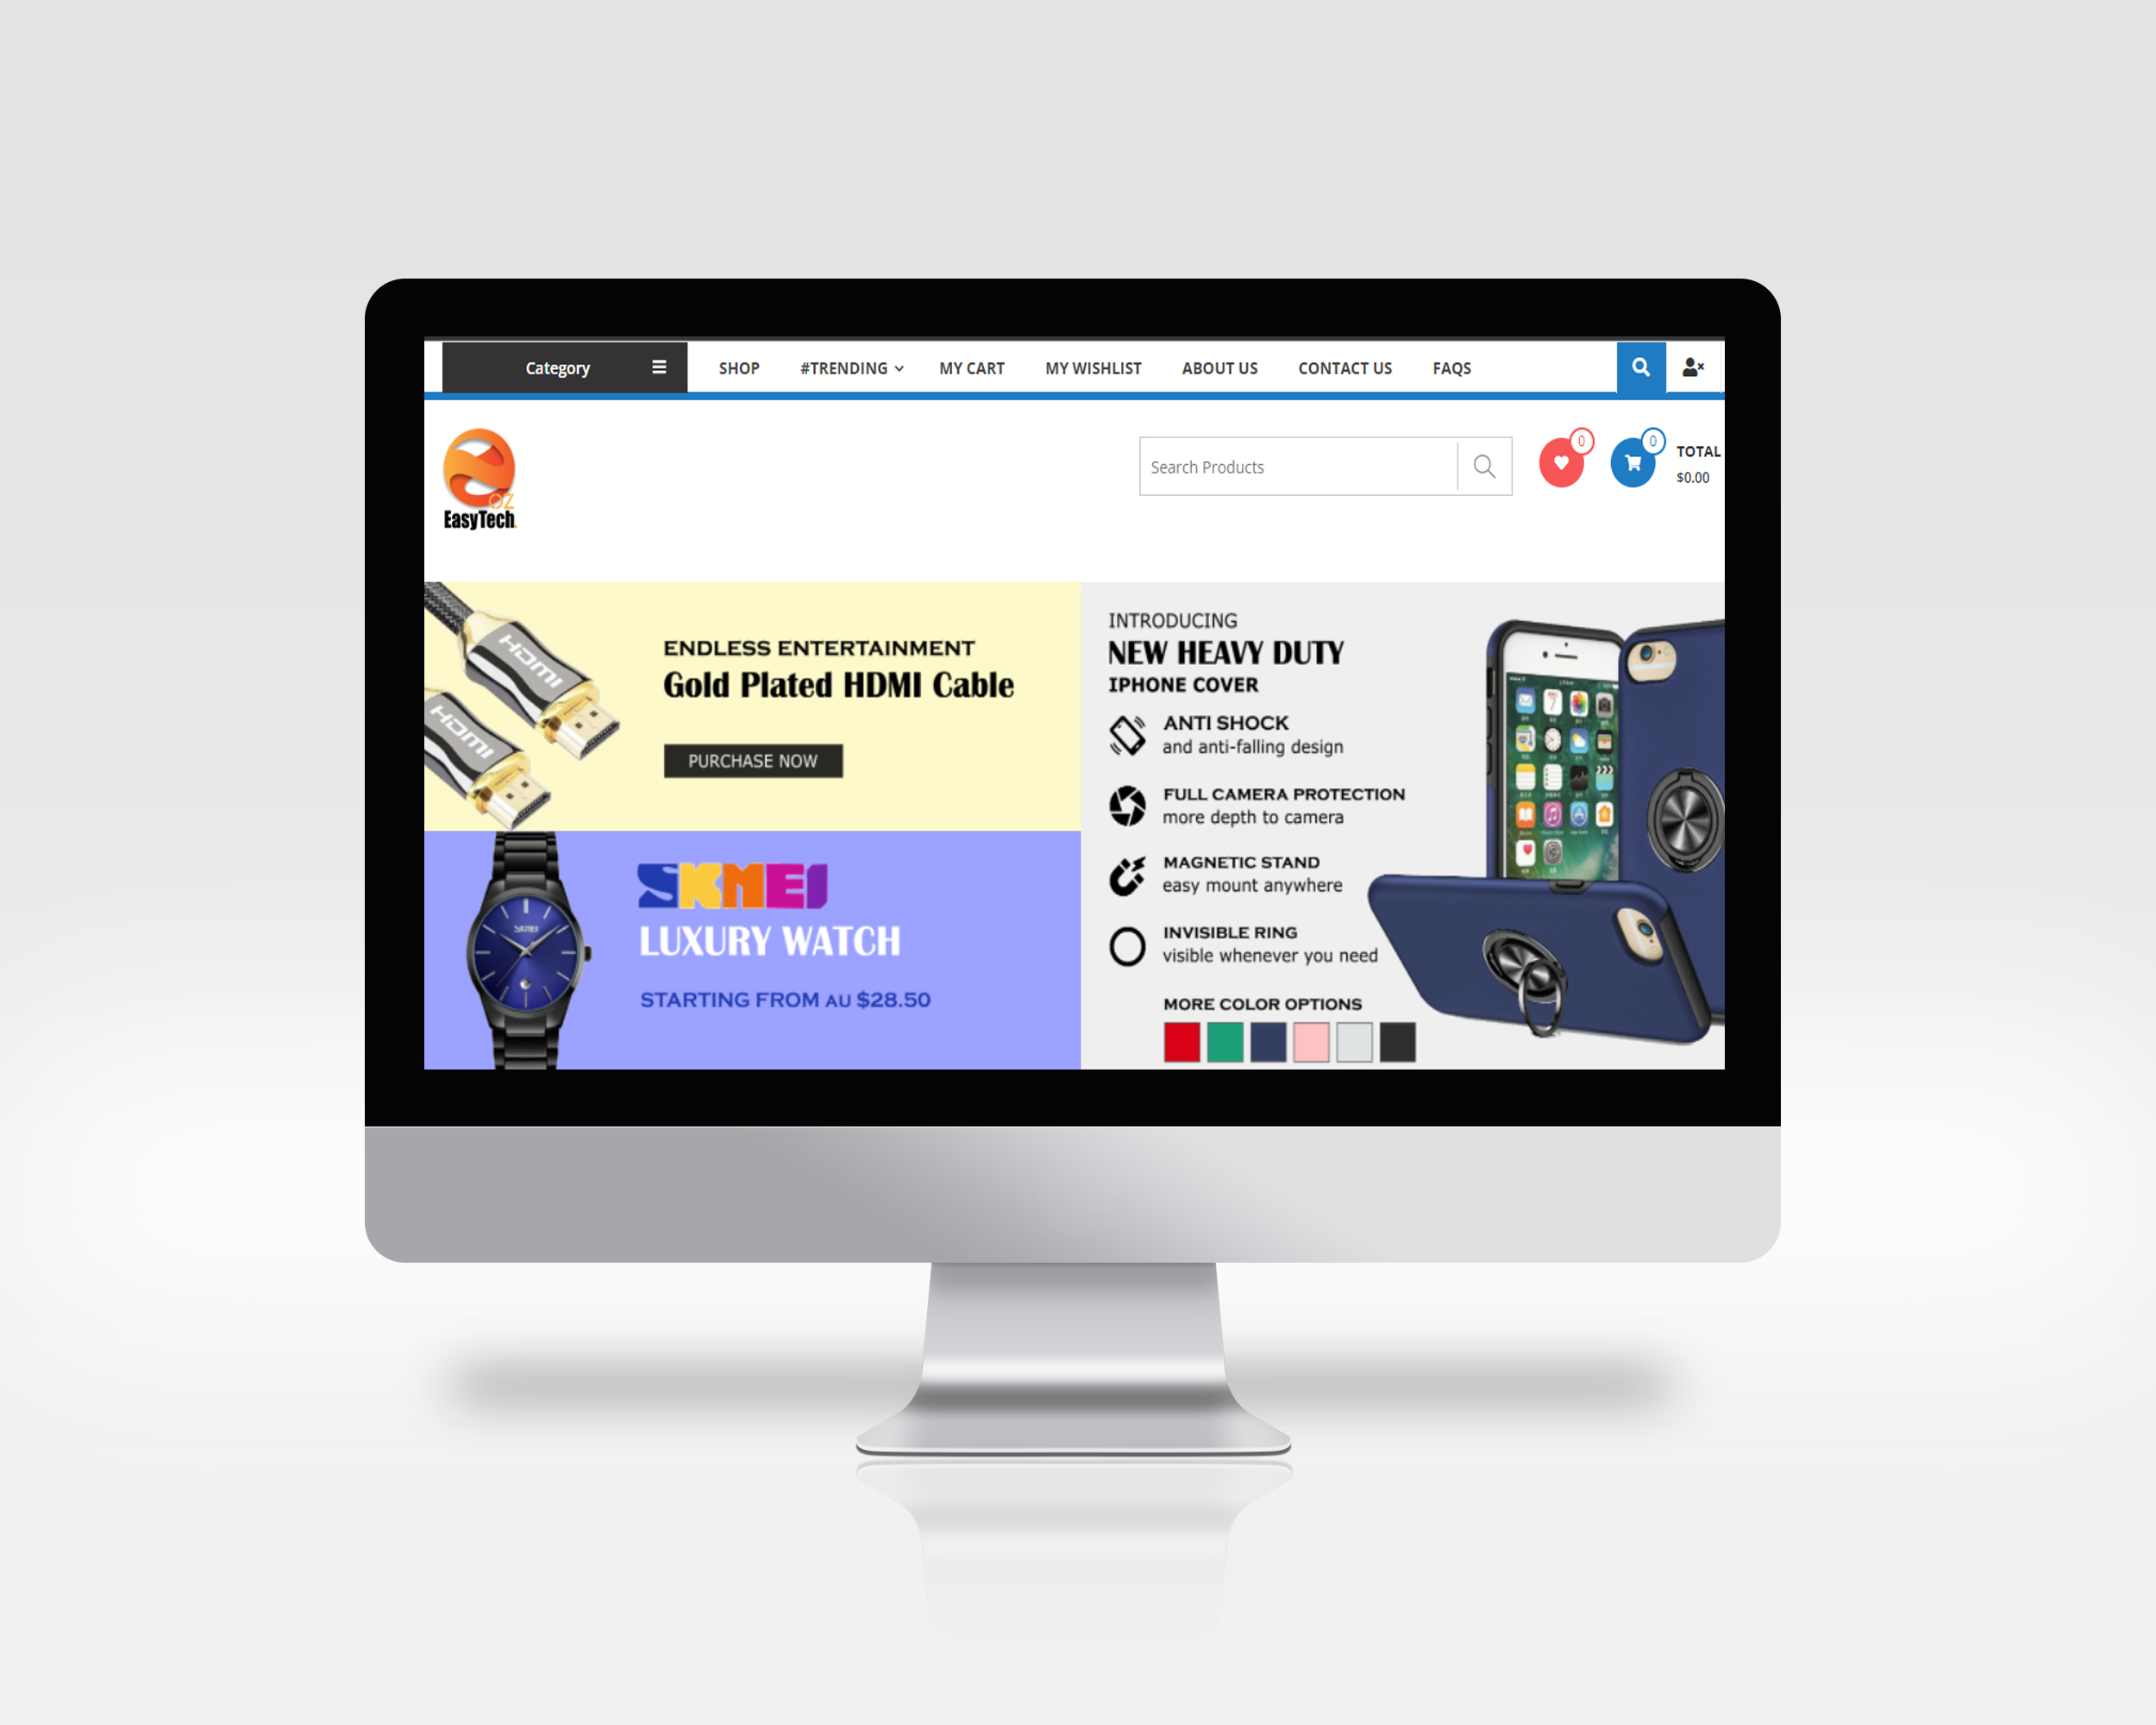 Category
SHOP
#TRENDING
MY CART
MY WISHLIST
ABOUT US
CONTACT US
FAQS
OZ
EasyTech
Search Products
0
0
TOTAL
$0.00
HDMI
HDMI
ENDLESS ENTERTAINMENT
Gold Plated HDMI Cable
PURCHASE NOW
SKMEI
SKMEI
LUXURY WATCH
STARTING FROM AU $28.50
INTRODUCING
NEW HEAVY DUTY
IPHONE COVER
ANTI SHOCK
and anti-falling design
FULL CAMERA PROTECTION
more depth to camera
MAGNETIC STAND
easy mount anywhere
INVISIBLE RING
visible whenever you need
MORE COLOR OPTIONS